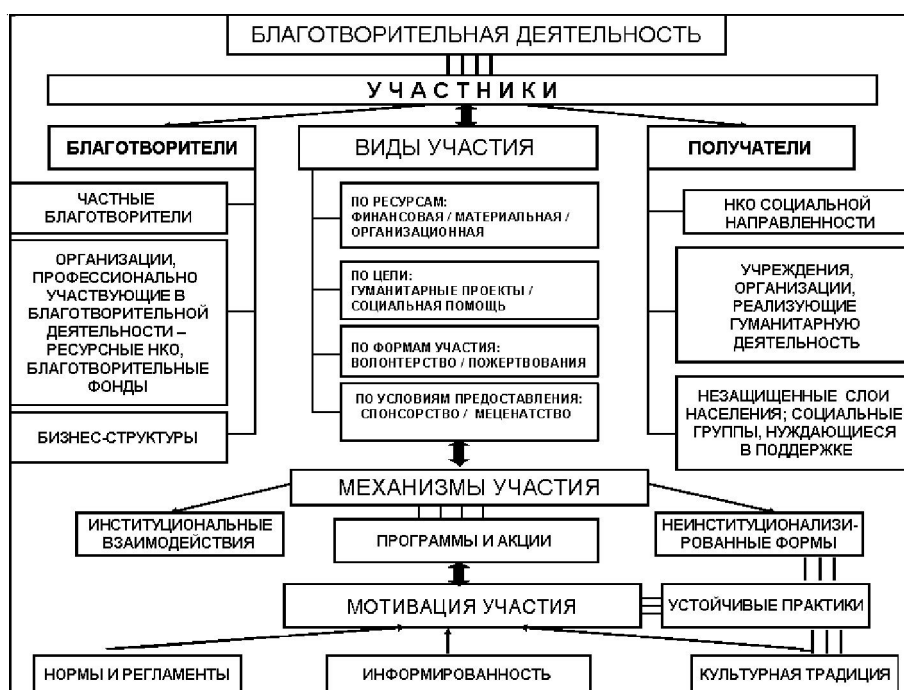 БЛАГОТВОРИТЕЛЬНАЯ ДЕЯТЕЛЬНОСТЬ
УЧАСТНИКИ
БЛАГОТВОРИТЕЛИ
ЧАСТНЫЕ
БЛАГОТВОРИТЕЛИ
ОРГАНИЗАЦИИ,
ПРОФЕССИОНАЛЬНО
УЧАСТВУЮЩИЕ В
БЛАГОТВОРИТЕЛЬНОЙ
ДЕЯТЕЛЬНОСТИ –
РЕСУРСНЫЕ НКО,
БЛАГОТВОРИТЕЛЬНЫЕ
ФОНДЫ
БИЗНЕС-СТРУКТУРЫ
ВИДЫ УЧАСТИЯ
ПО РЕСУРСАМ:
ФИНАНСОВАЯ / МАТЕРИАЛЬНАЯ /
ОРГАНИЗАЦИОННАЯ
ПО ЦЕЛИ:
ГУМАНИТАРНЫЕ ПРОЕКТЫ /
СОЦИАЛЬНАЯ ПОМОЩЬ
ПО ФОРМАМ УЧАСТИЯ:
ВОЛОНТЕРСТВО / ПОЖЕРТВОВАНИЯ
ПО УСЛОВИЯМ ПРЕДОСТАВЛЕНИЯ:
СПОНСОРСТВО / МЕЦЕНАТСТВО
ПОЛУЧАТЕЛИ
НКО СОЦИАЛЬНОЙ
НАПРАВЛЕННОСТИ
УЧРЕЖДЕНИЯ,
ОРГАНИЗАЦИИ,
РЕАЛИЗУЮЩИЕ
ГУМАНИТАРНУЮ
ДЕЯТЕЛЬНОСТЬ
НЕЗАЩИЩЕННЫЕ СЛОИ
НАСЕЛЕНИЯ; СОЦИАЛЬНЫЕ
ГРУППЫ, НУЖДАЮЩИЕСЯ
В ПОДДЕРЖКЕ
МЕХАНИЗМЫ УЧАСТИЯ
ИНСТИТУЦИОНАЛЬНЫЕ
ВЗАИМОДЕЙСТВИЯ
ПРОГРАММЫ И АКЦИИ
НЕИНСТИТУЦИОНАЛИЗИ-
РОВАННЫЕ ФОРМЫ
МОТИВАЦИЯ УЧАСТИЯ
УСТОЙЧИВЫЕ ПРАКТИКИ
НОРМЫ И РЕГЛАМЕНТЫ
ИНФОРМИРОВАННОСТЬ
КУЛЬТУРНАЯ ТРАДИЦИЯ